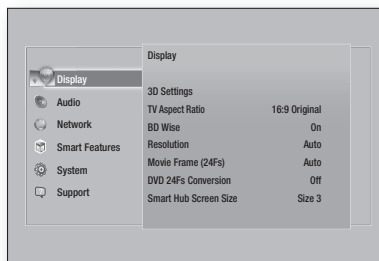 Display
Audio
Network
Smart Features
System
Support
Display
3D Settings
TV Aspect Ratio 16:9 Original
BD Wise On
Resolution Auto
Movie Frame (24Fs) Auto
DVD 24Fs Conversion Off
Smart Hub Screen Size Size 3